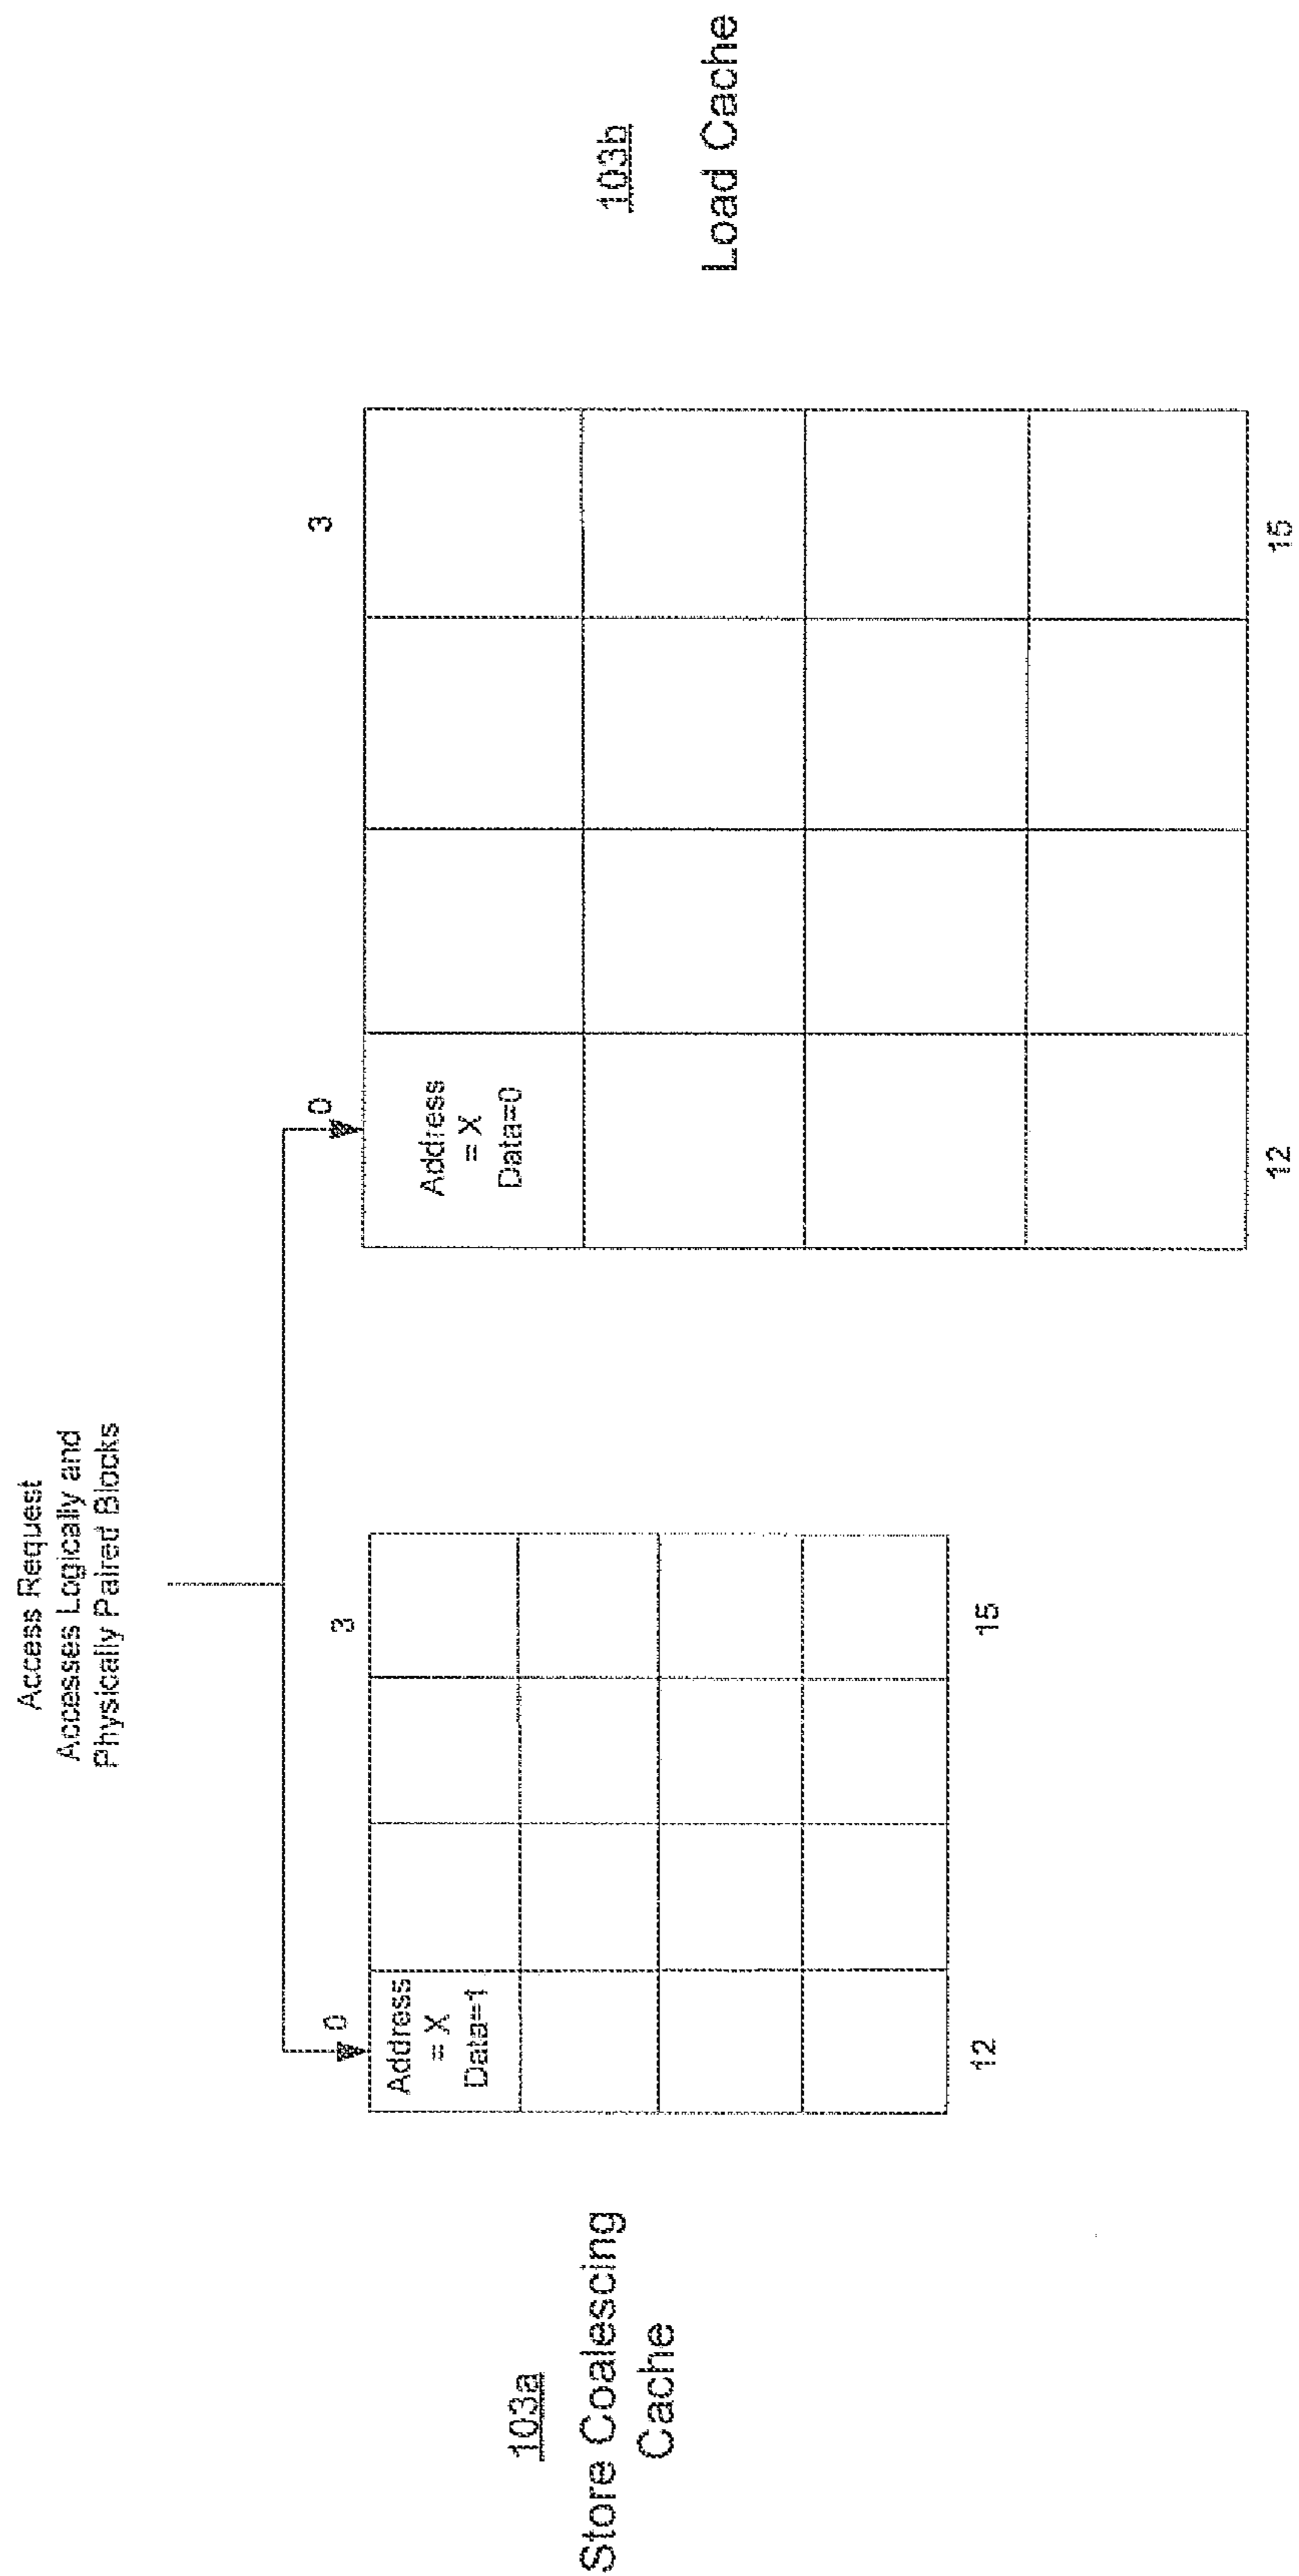 Access Request
Accesses Logically and
Physically Paired Blocks
0
3
0
3
Address
= X
Data=1
Address
= X
Data=0
103a
Store Coalescing
Cache
103b
Load Cache
12
15
12
15